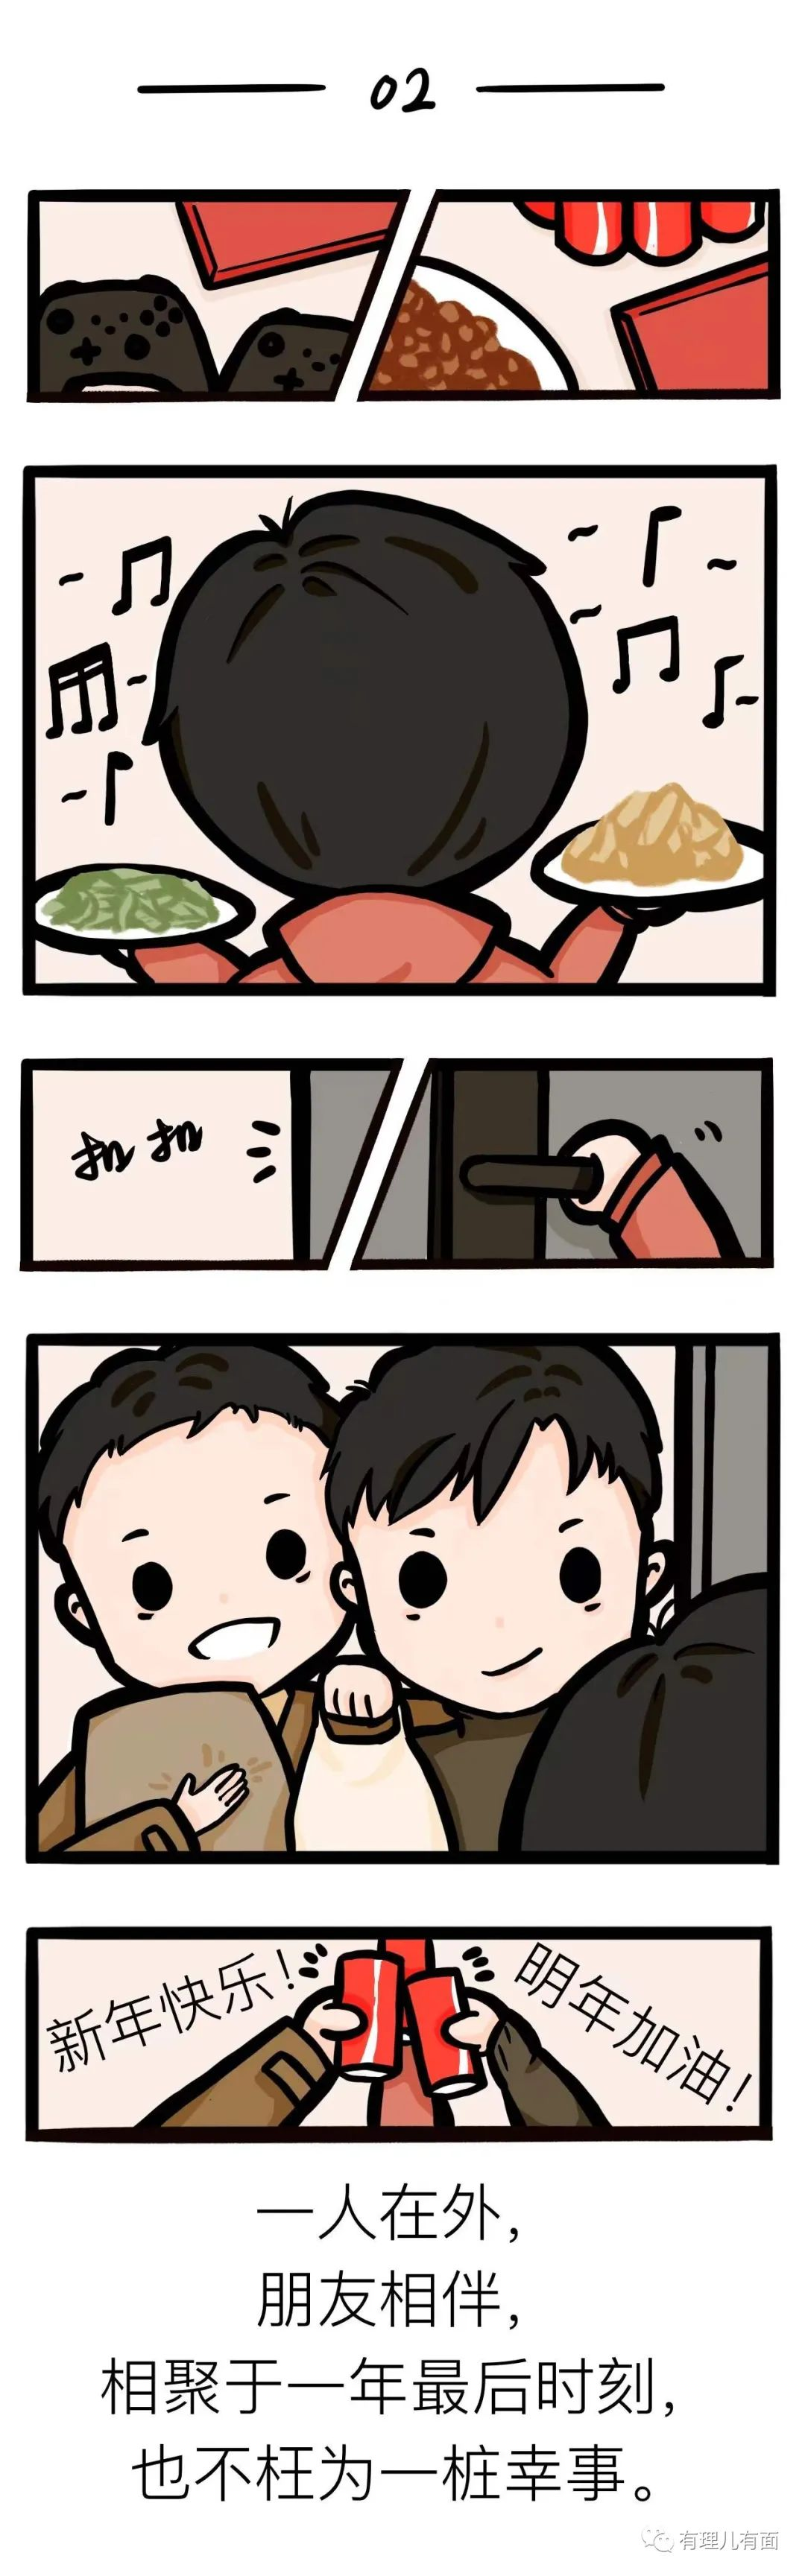 02
扣扣
新年快乐！
明年加油！
一人在外，
朋友相伴，
相聚于一年最后时刻，
也不枉为一桩幸事。
有理儿有面